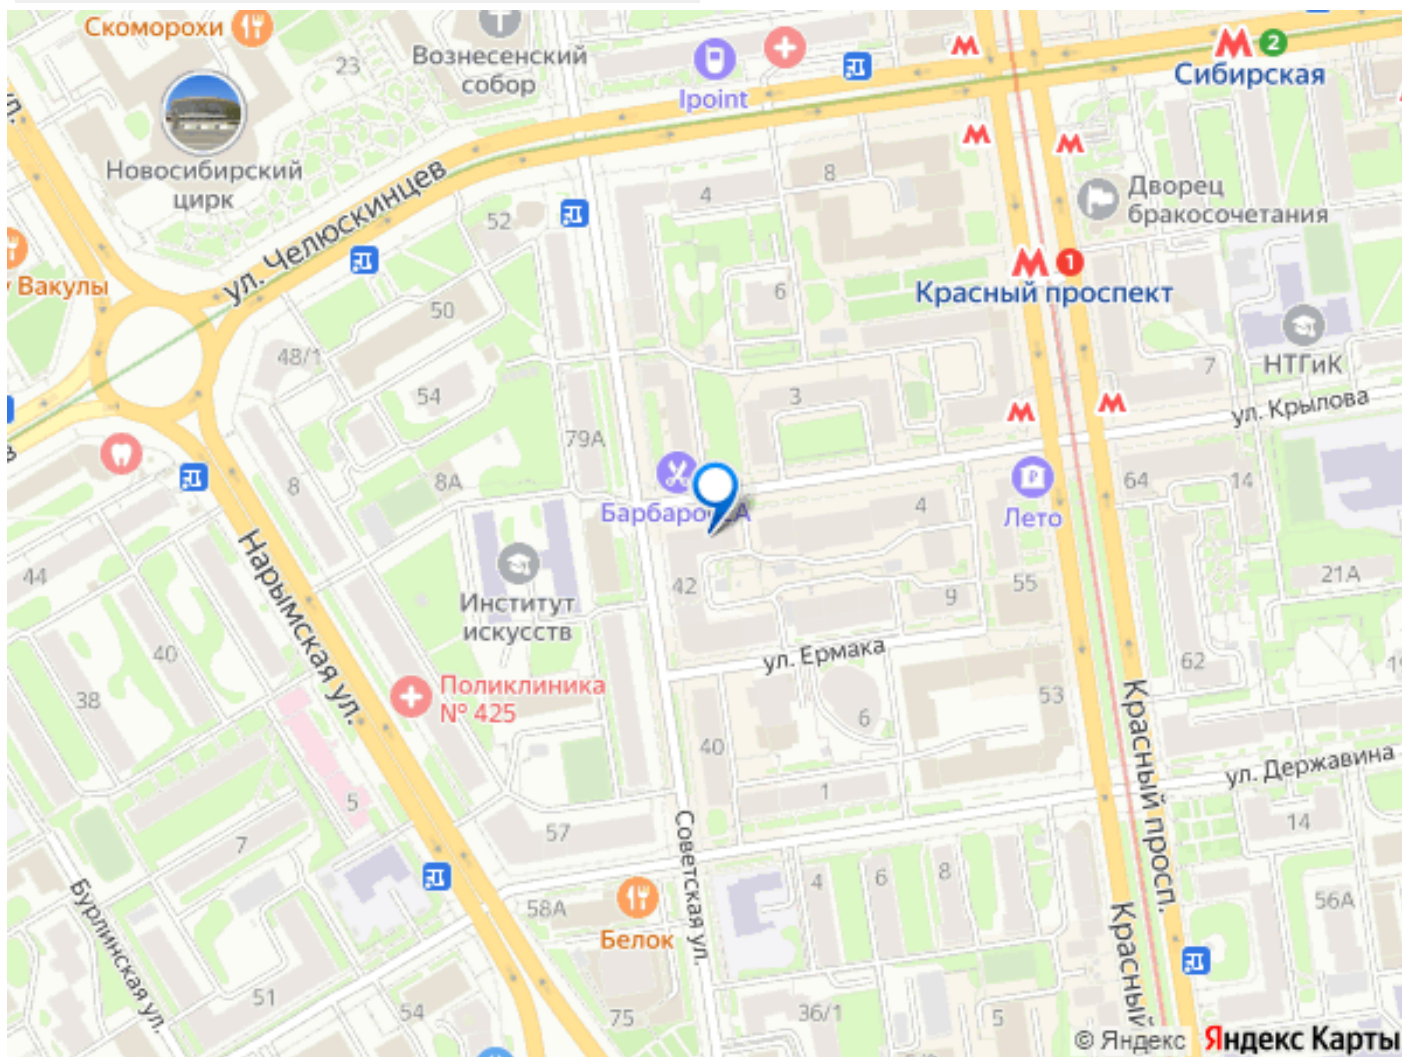 Скоморохи
23
Вознесенский
собор
Ipoint
М
М 2
Сибирская
Новосибирский
цирк
ул. Челюскинцев
52
4
8
М
М
Дворец
бракосочетания
Вакулы
50
6
М 1
Красный проспект
НТГиК
48/1
54
3
7
ул. Крылова
М
М
79А
8
8А
БарбароссА
4
Лето
64
14
44
Институт
искусств
42
9
55
21А
Нарымская ул.
40
ул. Ермака
62
38
Поликлиника
№ 425
6
53
40
Красный просп.
ул. Державина
5
1
7
57
Советская ул.
14
Бурлинская ул.
58А
Белок
4
6
8
56А
Красный
51
54
75
36/1
5
© Яндекс Яндекс Карты